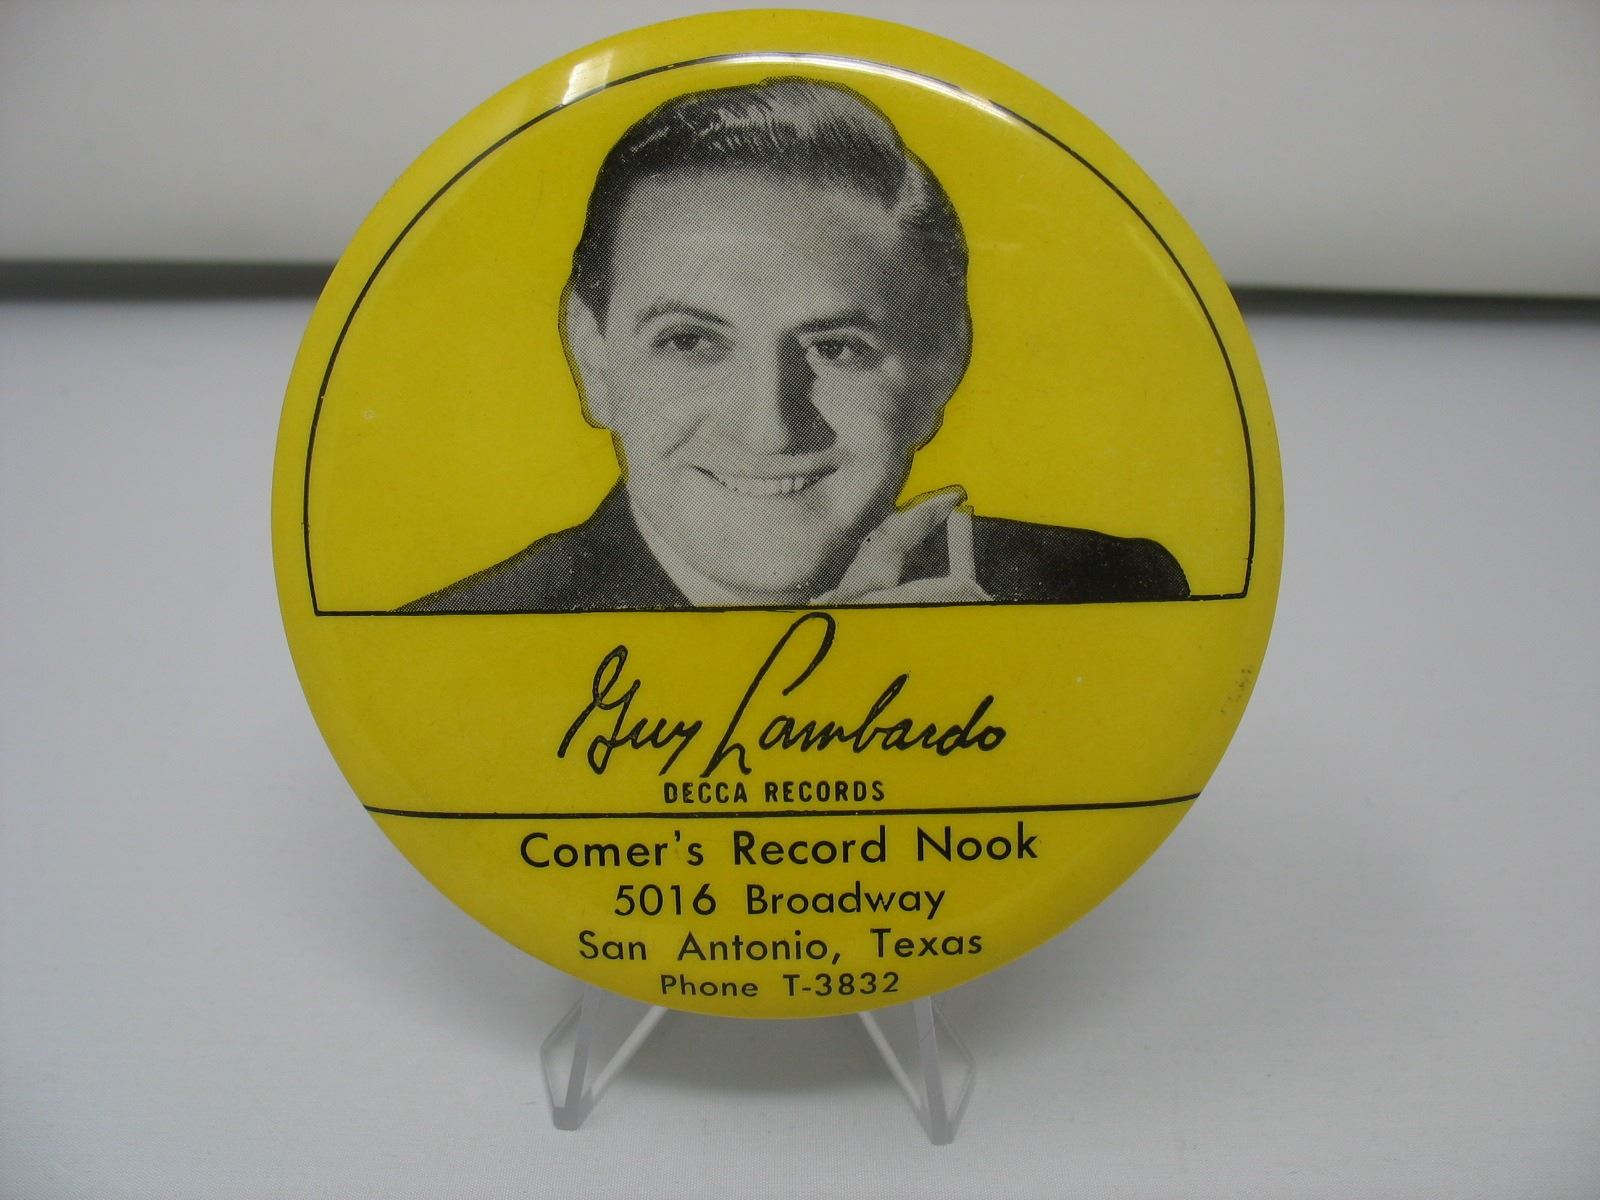 Guy Lombardo
DECCA RECORDS
Comer's Record Nook
5016 Broadway
San Antonio, Texas
Phone T-3832